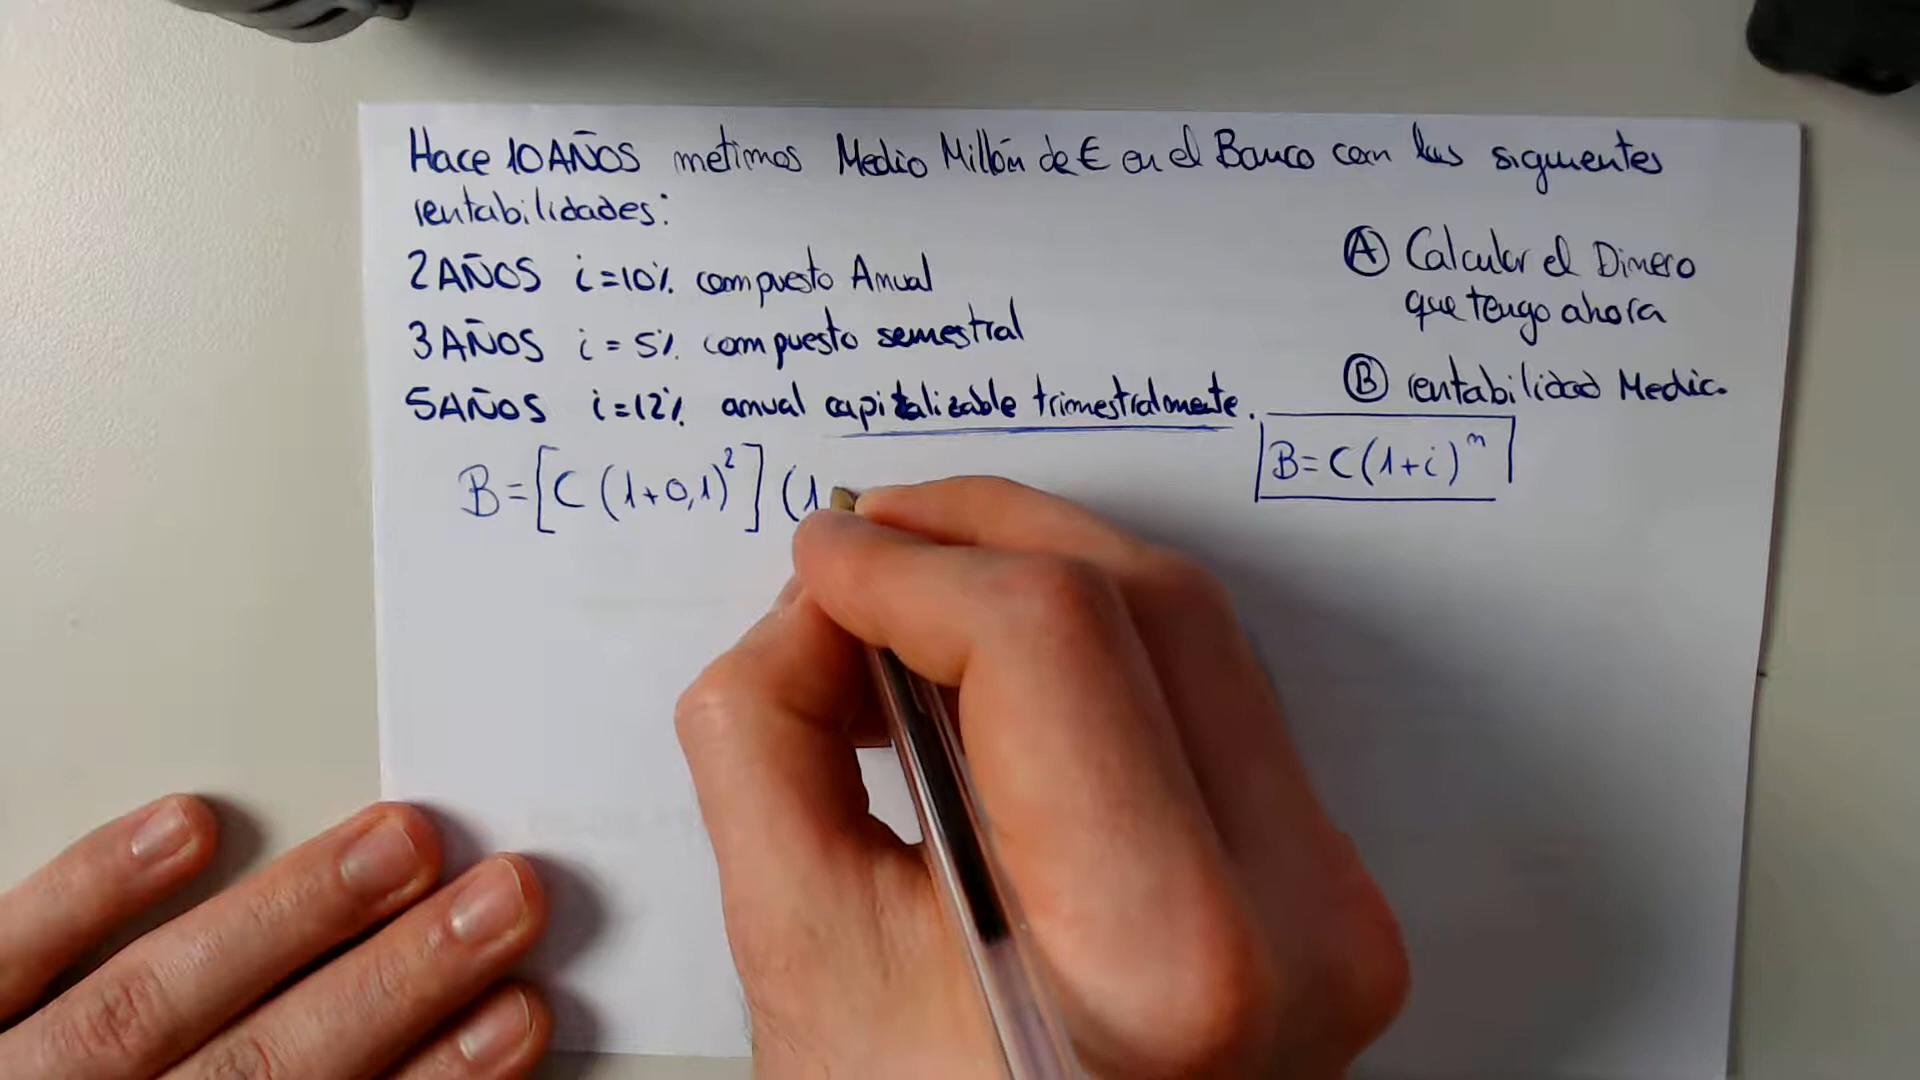 Hace 10 AÑOS metimos Medio Millón de € en el Banco con las siguientes
rentabilidades:
2 AÑOS i=10% compuesto Anual
3 AÑOS i = 5% compuesto semestral
5 AÑOS i=12% anual capitalizable trimestralmente.
Ⓐ Calcular el Dinero
que tengo ahora
Ⓑ rentabilidad Media.
B=C(1+i)^n
B=[C(1+0,1)^2](1